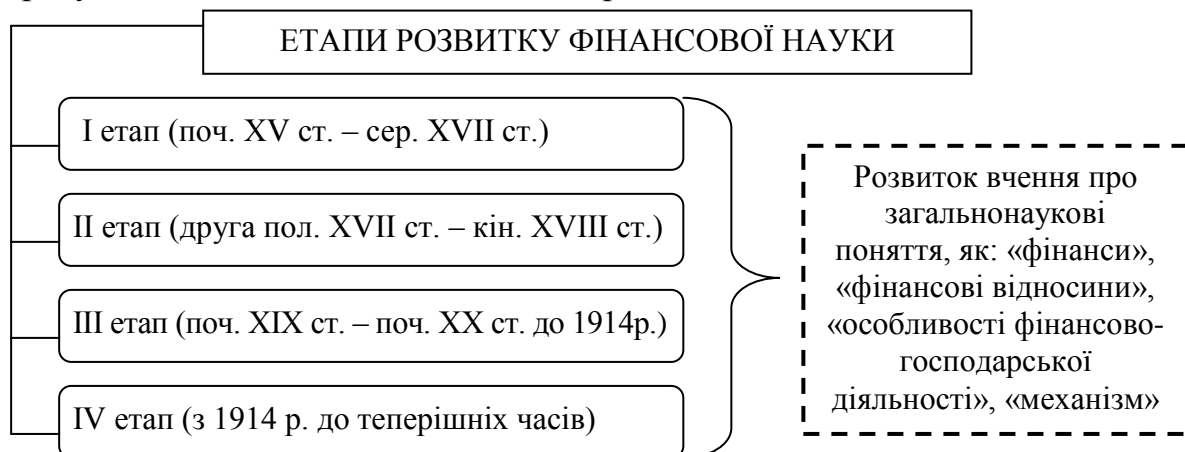 ЕТАПИ РОЗВИТКУ ФІНАНСОВОЇ НАУКИ
І етап (поч. XV ст. – сер. XVII ст.)
ІІ етап (друга пол. XVII ст. – кін. XVIII ст.)
ІІІ етап (поч. XIX ст. – поч. XX ст. до 1914р.)
IV етап (з 1914 р. до теперішніх часів)
Розвиток вчення про
загальнонаукові
поняття, як: «фінанси»,
«фінансові відносини»,
«особливості фінансово-
господарської
діяльності», «механізм»